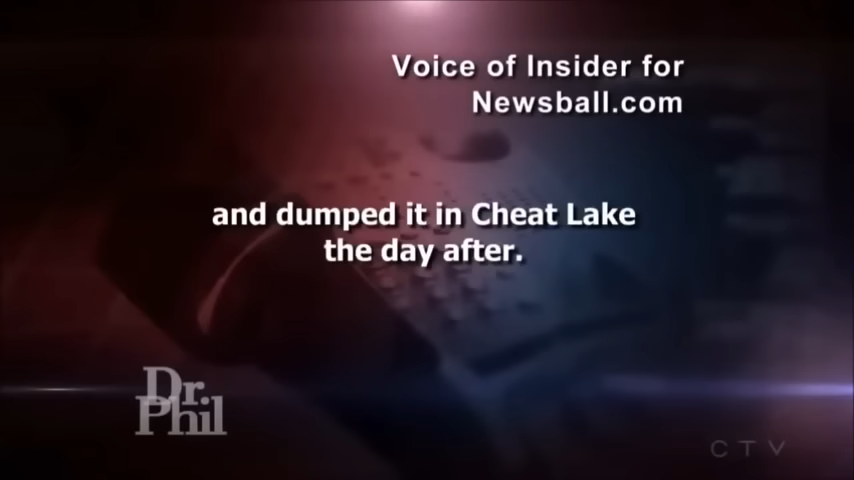 Voice of Insider for
Newsball.com
and dumped it in Cheat Lake
the day after.
Dr.
Phil
CTV